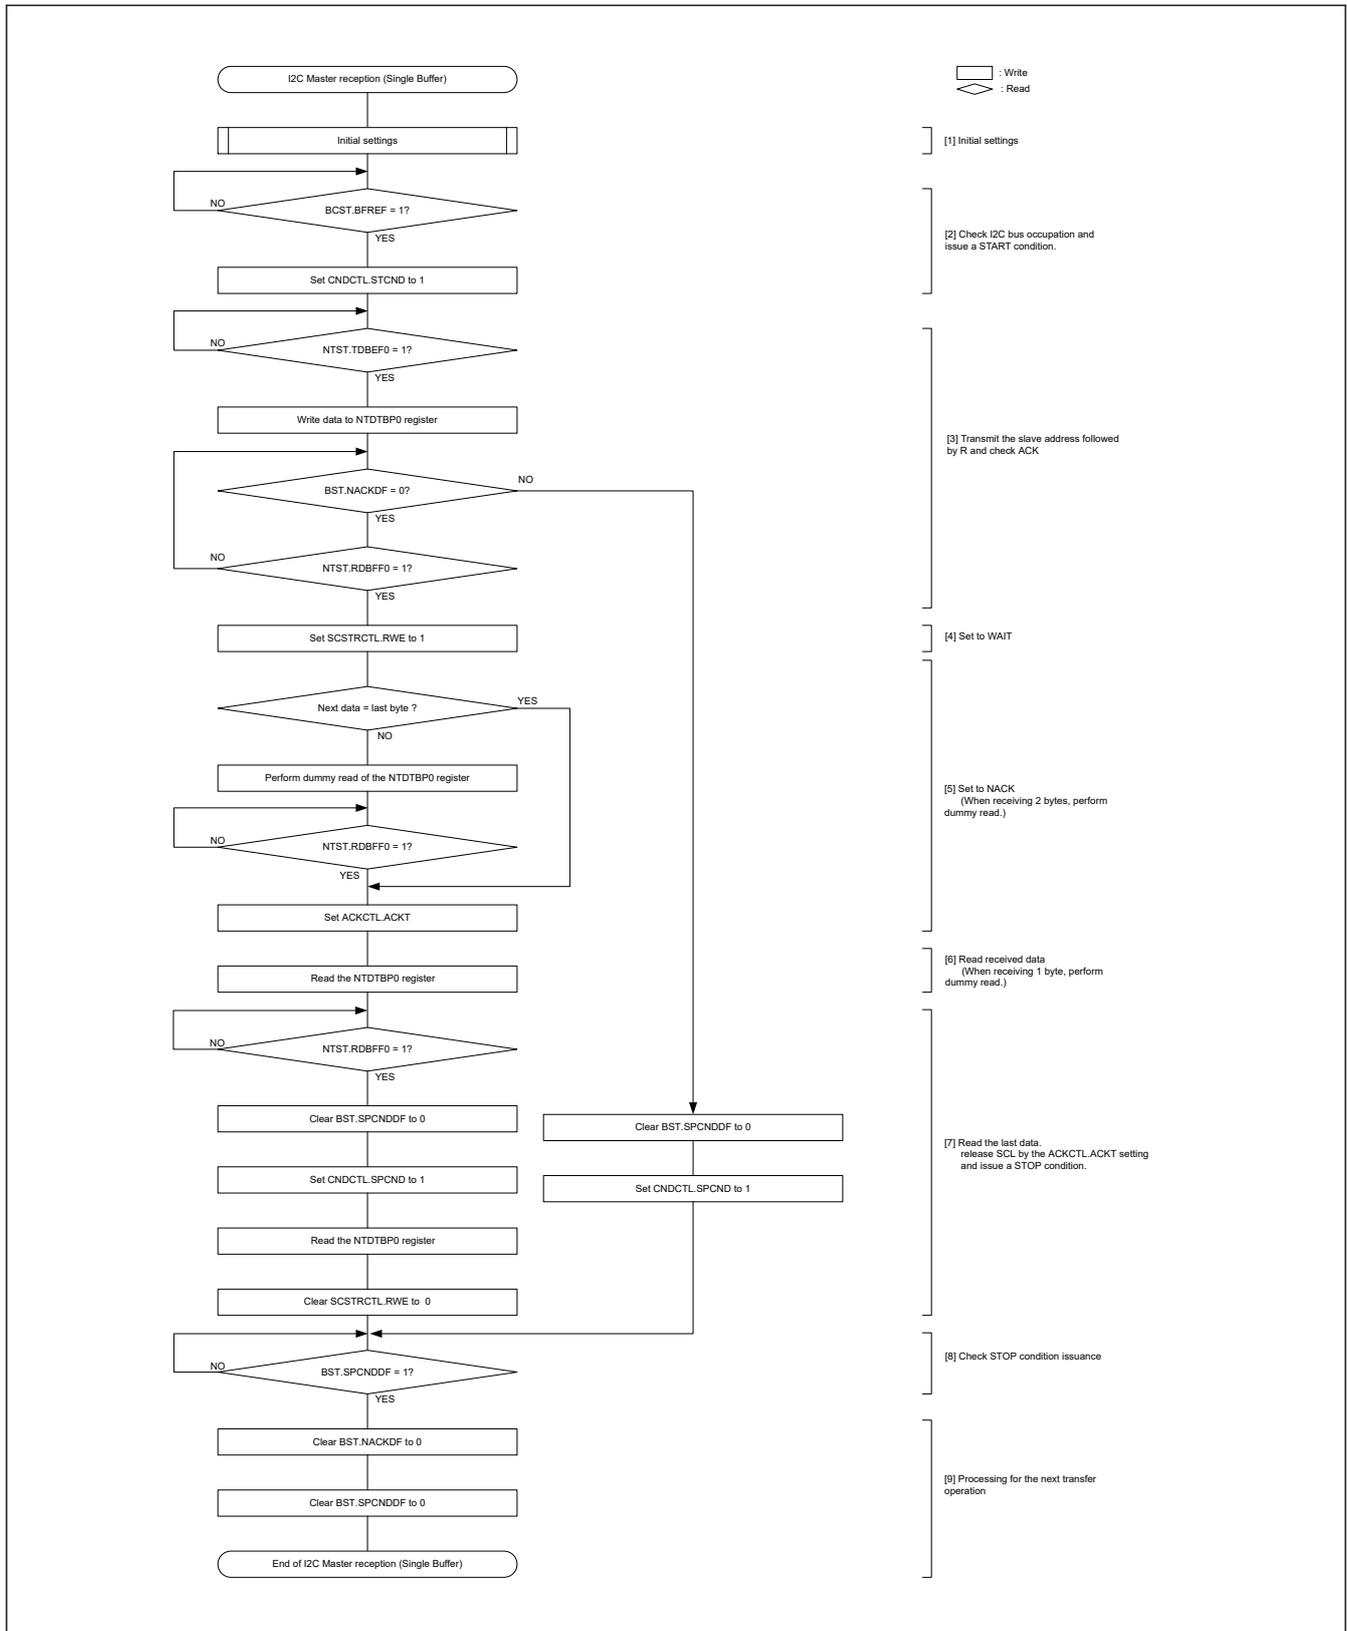 I2C Master reception (Single Buffer)
: Write
: Read
Initial settings
[1] Initial settings
NO
BCST.BFREF = 1?
YES
[2] Check I2C bus occupation and
issue a START condition.
Set CNDCTL.STCND to 1
NO
NTST.TDBEF0 = 1?
YES
Write data to NTDTBP0 register
[3] Transmit the slave address followed
by R and check ACK
BST.NACKDF = 0?
NO
YES
NO
NTST.RDBFF0 = 1?
YES
Set SCSTRCTL.RWE to 1
[4] Set to WAIT
Next data = last byte ?
YES
NO
Perform dummy read of the NTDTBP0 register
[5] Set to NACK
(When receiving 2 bytes, perform
dummy read.)
NO
NTST.RDBFF0 = 1?
YES
Set ACKCTL.ACKT
[6] Read received data
(When receiving 1 byte, perform
dummy read.)
Read the NTDTBP0 register
NO
NTST.RDBFF0 = 1?
YES
Clear BST.SPCNDDF to 0
Clear BST.SPCNDDF to 0
[7] Read the last data.
release SCL by the ACKCTL.ACKT setting
and issue a STOP condition.
Set CNDCTL.SPCND to 1
Set CNDCTL.SPCND to 1
Read the NTDTBP0 register
Clear SCSTRCTL.RWE to  0
NO
BST.SPCNDDF = 1?
YES
[8] Check STOP condition issuance
Clear BST.NACKDF to 0
[9] Processing for the next transfer
operation
Clear BST.SPCNDDF to 0
End of I2C Master reception (Single Buffer)